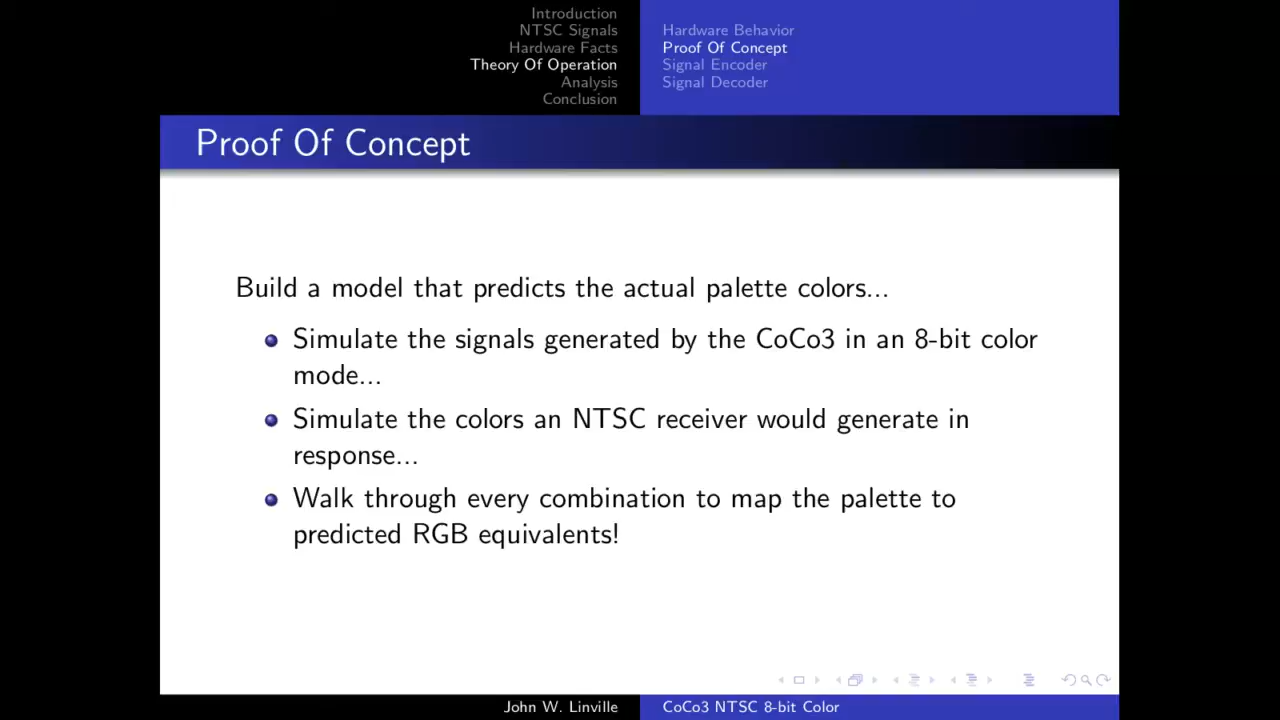 Introduction
NTSC Signals
Hardware Facts
Theory Of Operation
Analysis
Conclusion
Hardware Behavior
Proof Of Concept
Signal Encoder
Signal Decoder
Proof Of Concept
Build a model that predicts the actual palette colors...
Simulate the signals generated by the CoCo3 in an 8-bit color
mode...
Simulate the colors an NTSC receiver would generate in
response...
Walk through every combination to map the palette to
predicted RGB equivalents!
John W. Linville
CoCo3 NTSC 8-bit Color